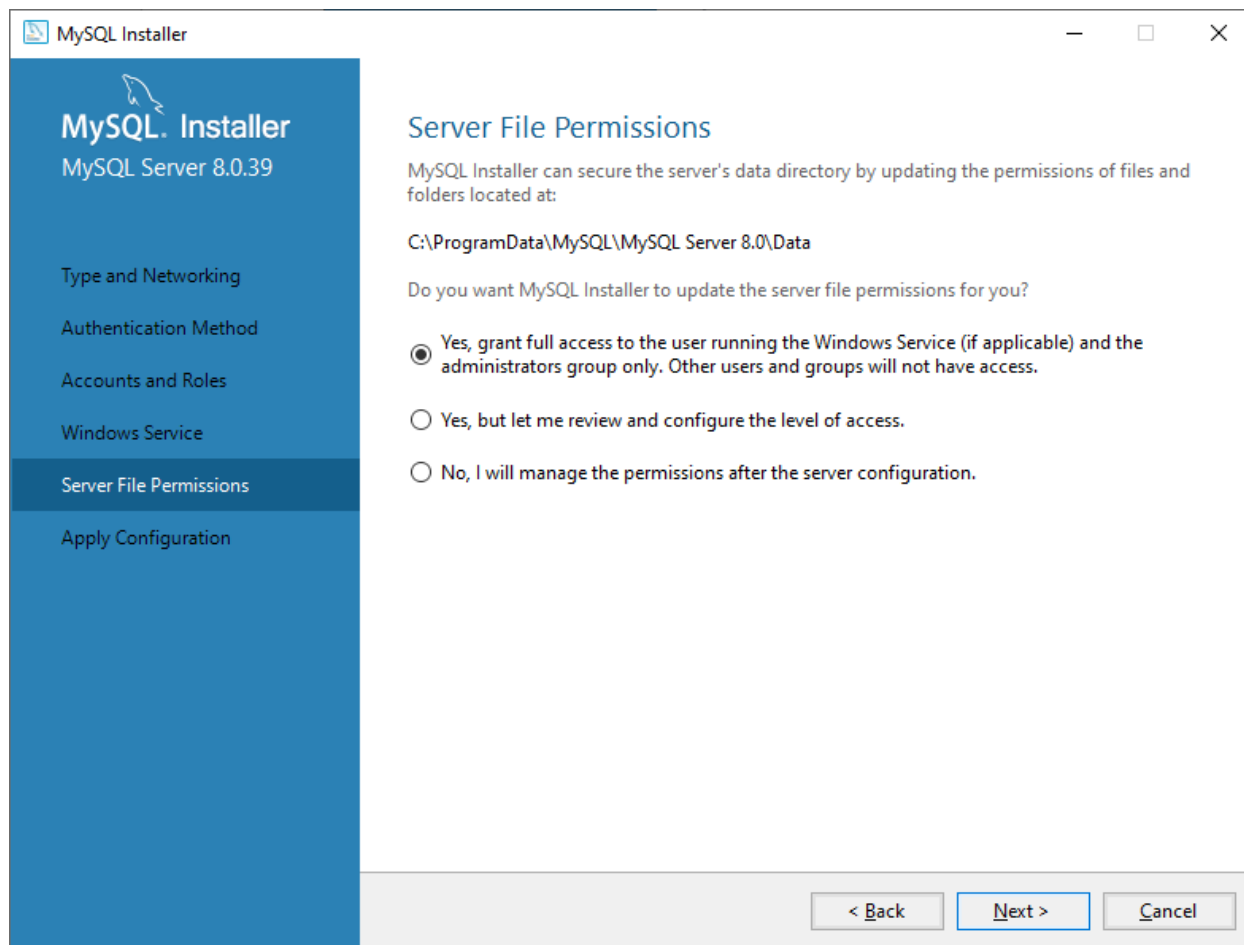 MySQL Installer
MySQL. Installer
MySQL Server 8.0.39
Type and Networking
Authentication Method
Accounts and Roles
Windows Service
Server File Permissions
Apply Configuration
Server File Permissions
MySQL Installer can secure the server's data directory by updating the permissions of files and
folders located at:
C:\ProgramData\MySQL\MySQL Server 8.0\Data
Do you want MySQL Installer to update the server file permissions for you?
Yes, grant full access to the user running the Windows Service (if applicable) and the
administrators group only. Other users and groups will not have access.
Yes, but let me review and configure the level of access.
No, I will manage the permissions after the server configuration.
< Back
Next >
Cancel